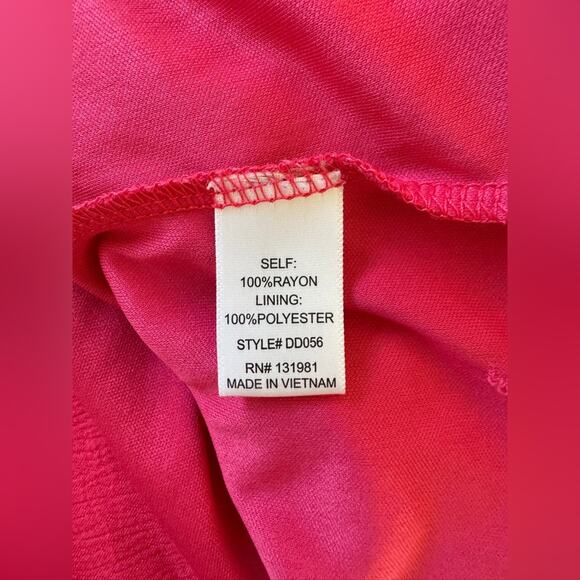 SELF:
100%RAYON
LINING:
100%POLYESTER
STYLE# DD056
RN# 131981
MADE IN VIETNAM